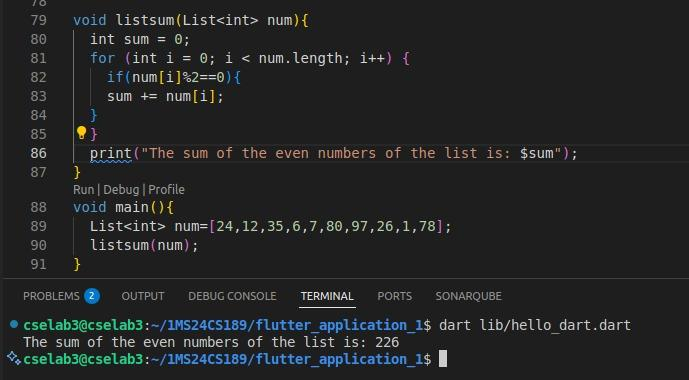 78
79 void listsum(List<int> num){
80   int sum = 0;
81   for (int i = 0; i < num.length; i++) {
82     if(num[i]%2==0){
83     sum += num[i];
84   }
85   }
86   print("The sum of the even numbers of the list is: $sum");
87 }
Run | Debug | Profile
88 void main(){
89   List<int> num=[24,12,35,6,7,80,97,26,1,78];
90   listsum(num);
91 }
PROBLEMS 2 OUTPUT DEBUG CONSOLE TERMINAL PORTS SONARQUBE
cselab3@cselab3:~/1MS24CS189/flutter_application_1$ dart lib/hello_dart.dart
The sum of the even numbers of the list is: 226
cselab3@cselab3:~/1MS24CS189/flutter_application_1$